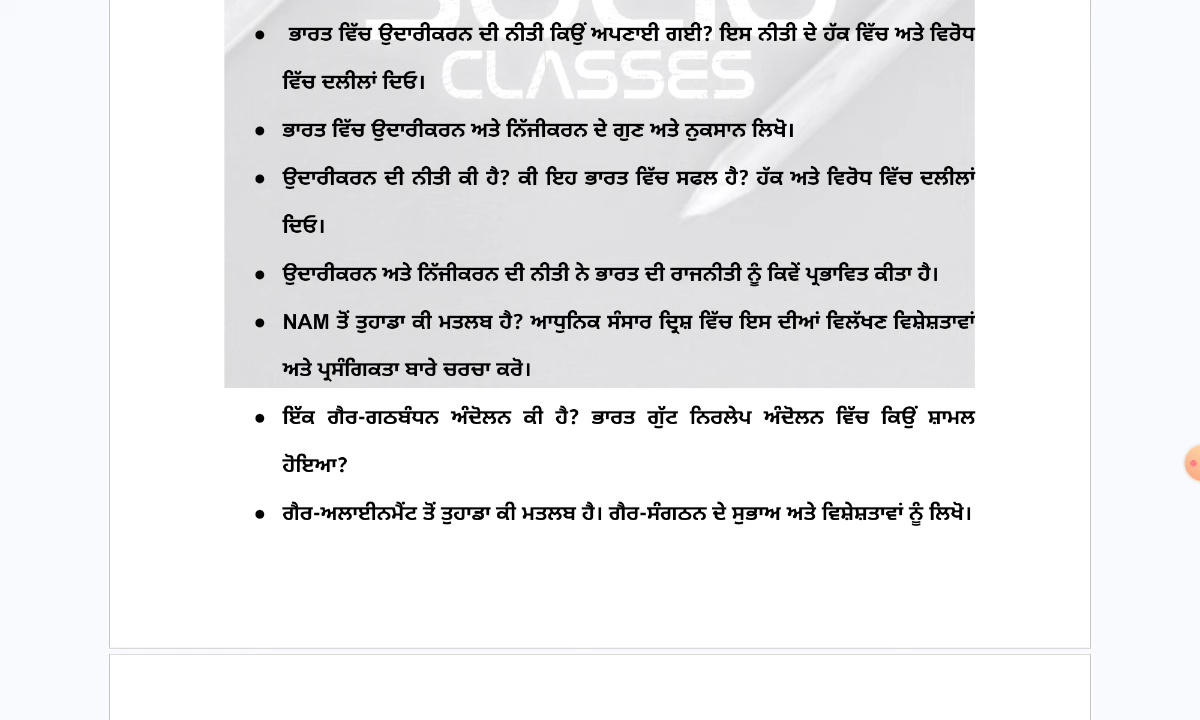 CLASSES
● ਭਾਰਤ ਵਿੱਚ ਉਦਾਰੀਕਰਨ ਦੀ ਨੀਤੀ ਕਿਉਂ ਅਪਣਾਈ ਗਈ? ਇਸ ਨੀਤੀ ਦੇ ਹੱਕ ਵਿੱਚ ਅਤੇ ਵਿਰੋਧ
ਵਿੱਚ ਦਲੀਲਾਂ ਦਿਓ।
● ਭਾਰਤ ਵਿੱਚ ਉਦਾਰੀਕਰਨ ਅਤੇ ਨਿੱਜੀਕਰਨ ਦੇ ਗੁਣ ਅਤੇ ਨੁਕਸਾਨ ਲਿਖੋ।
● ਉਦਾਰੀਕਰਨ ਦੀ ਨੀਤੀ ਕੀ ਹੈ? ਕੀ ਇਹ ਭਾਰਤ ਵਿੱਚ ਸਫਲ ਹੈ? ਹੱਕ ਅਤੇ ਵਿਰੋਧ ਵਿੱਚ ਦਲੀਲਾਂ
ਦਿਓ।
● ਉਦਾਰੀਕਰਨ ਅਤੇ ਨਿੱਜੀਕਰਨ ਦੀ ਨੀਤੀ ਨੇ ਭਾਰਤ ਦੀ ਰਾਜਨੀਤੀ ਨੂੰ ਕਿਵੇਂ ਪ੍ਰਭਾਵਿਤ ਕੀਤਾ ਹੈ।
● NAM ਤੋਂ ਤੁਹਾਡਾ ਕੀ ਮਤਲਬ ਹੈ? ਆਧੁਨਿਕ ਸੰਸਾਰ ਦ੍ਰਿਸ਼ ਵਿੱਚ ਇਸ ਦੀਆਂ ਵਿਲੱਖਣ ਵਿਸ਼ੇਸ਼ਤਾਵਾਂ
ਅਤੇ ਪ੍ਰਸੰਗਿਕਤਾ ਬਾਰੇ ਚਰਚਾ ਕਰੋ।
● ਇੱਕ ਗੈਰ-ਗਠਬੰਧਨ ਅੰਦੋਲਨ ਕੀ ਹੈ? ਭਾਰਤ ਗੁੱਟ ਨਿਰਲੇਪ ਅੰਦੋਲਨ ਵਿੱਚ ਕਿਉਂ ਸ਼ਾਮਲ
ਹੋਇਆ?
● ਗੈਰ-ਅਲਾਈਨਮੈਂਟ ਤੋਂ ਤੁਹਾਡਾ ਕੀ ਮਤਲਬ ਹੈ। ਗੈਰ-ਸੰਗਠਨ ਦੇ ਸੁਭਾਅ ਅਤੇ ਵਿਸ਼ੇਸ਼ਤਾਵਾਂ ਨੂੰ ਲਿਖੋ।